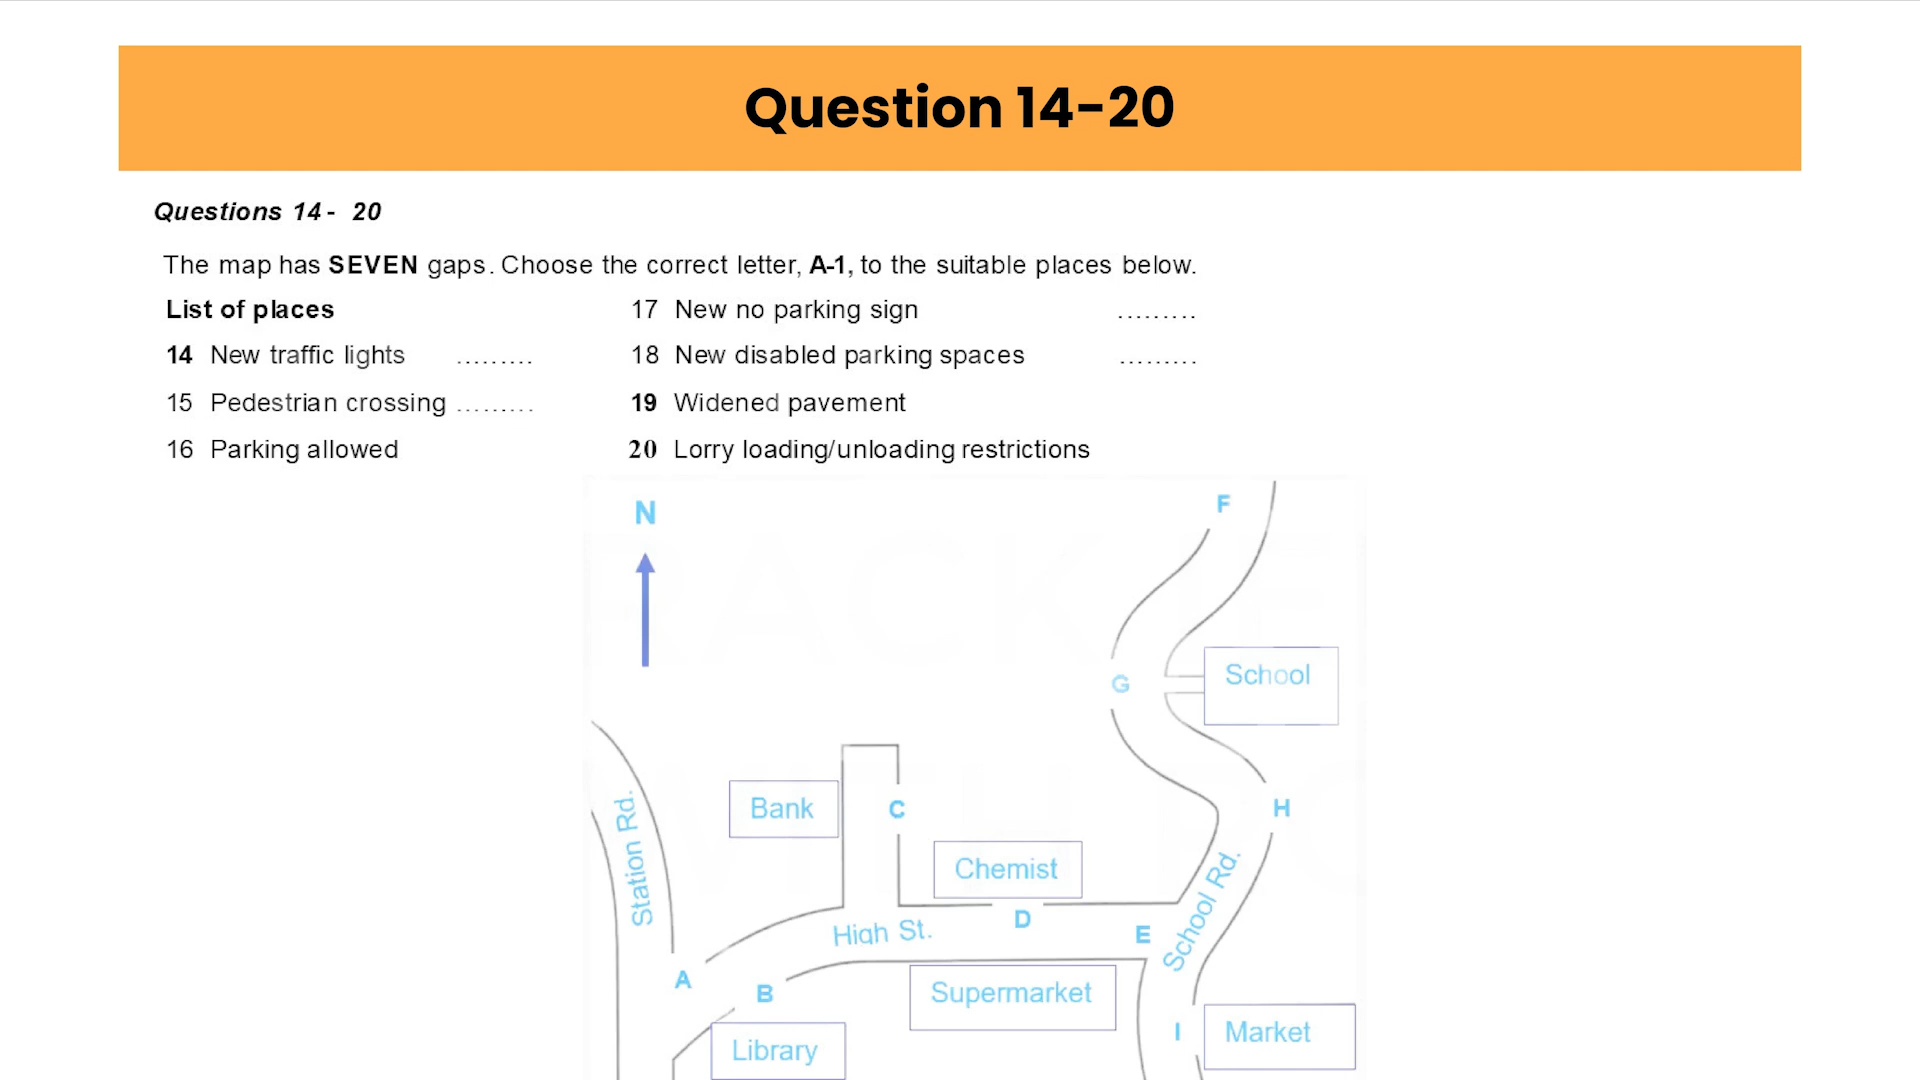 Question 14-20
Questions 14 - 20
The map has SEVEN gaps. Choose the correct letter, A-1, to the suitable places below.
List of places
14 New traffic lights .........
15 Pedestrian crossing .........
16 Parking allowed
17 New no parking sign .........
18 New disabled parking spaces .........
19 Widened pavement
20 Lorry loading/unloading restrictions
N
F
School
G
Bank
C
H
Station Rd.
Chemist
D
High St.
E
School Rd.
A
B
Supermarket
Library
I
Market